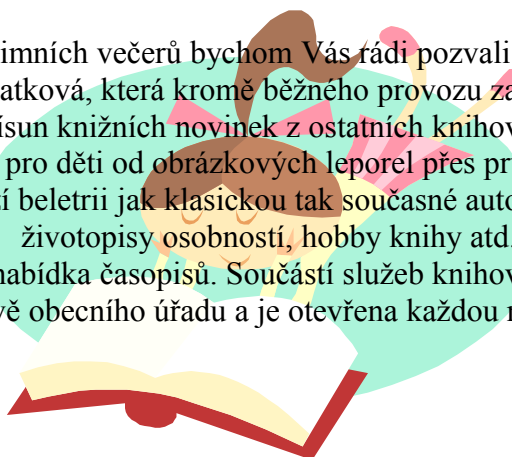 imních večerů bychom Vás rádi pozvali
atková, která kromě běžného provozu za
ísun knižních novinek z ostatních knihov
pro děti od obrázkových leporel přes pr
í beletrii jak klasickou tak současné auto
životopisy osobností, hobby knihy atd.
nabídka časopisů. Součástí služeb knihov
vě obecního úřadu a je otevřena každou